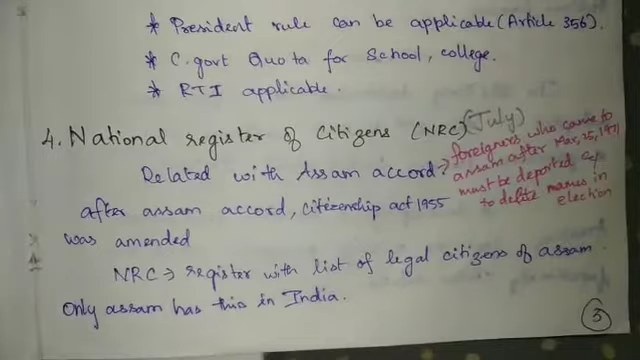 * President rule can be applicable (Article 356).
* C. govt Quota for School, college.
* RTI applicable.
4. National register of Citizens (NRC) (July)
Related with Assam accord → foreigners who came to
assam after Mar, 25, 1971
must be deported &
to delete names in
election
after assam accord, citizenship act 1955
was amended
NRC → register with list of legal citizens of assam.
Only assam has this in India.
3